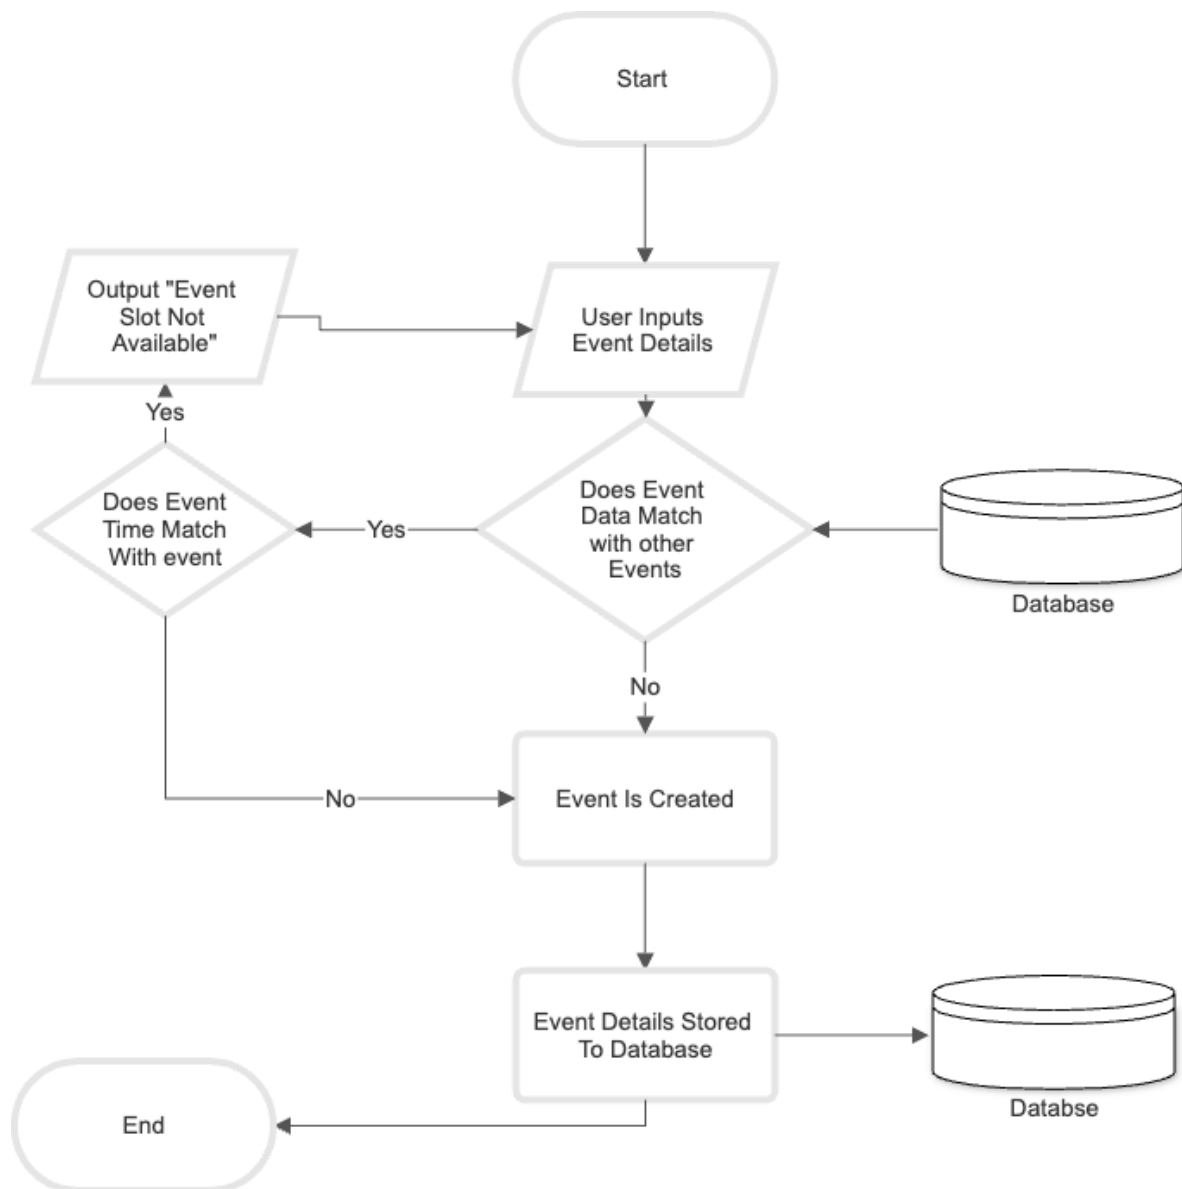 Start
Output "Event
Slot Not
Available"
User Inputs
Event Details
Yes
Does Event
Time Match
With event
Yes
Does Event
Data Match
with other
Events
Database
No
No
Event Is Created
Event Details Stored
To Database
Databse
End